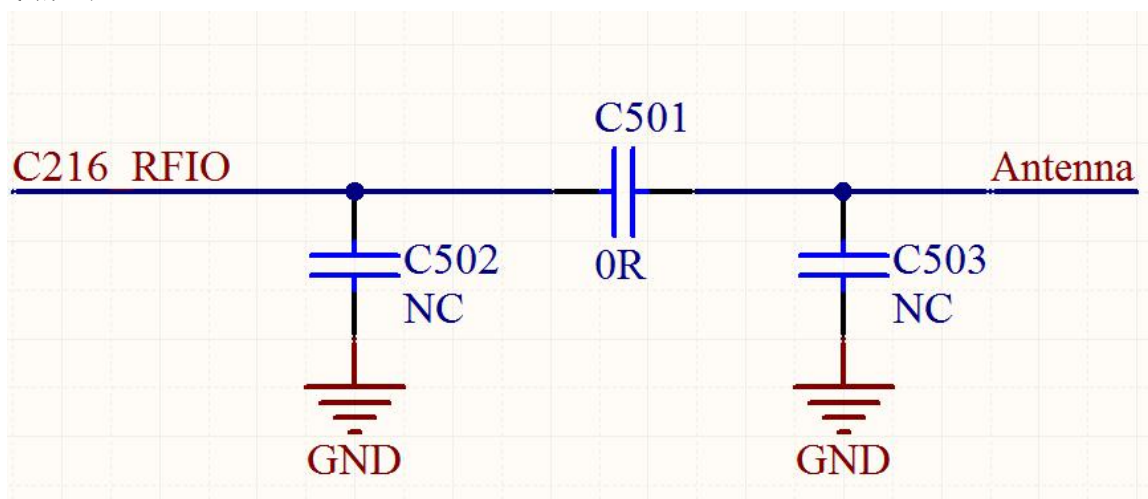 C501
C216_RFIO
Antenna
0R
C502
NC
C503
NC
GND
GND